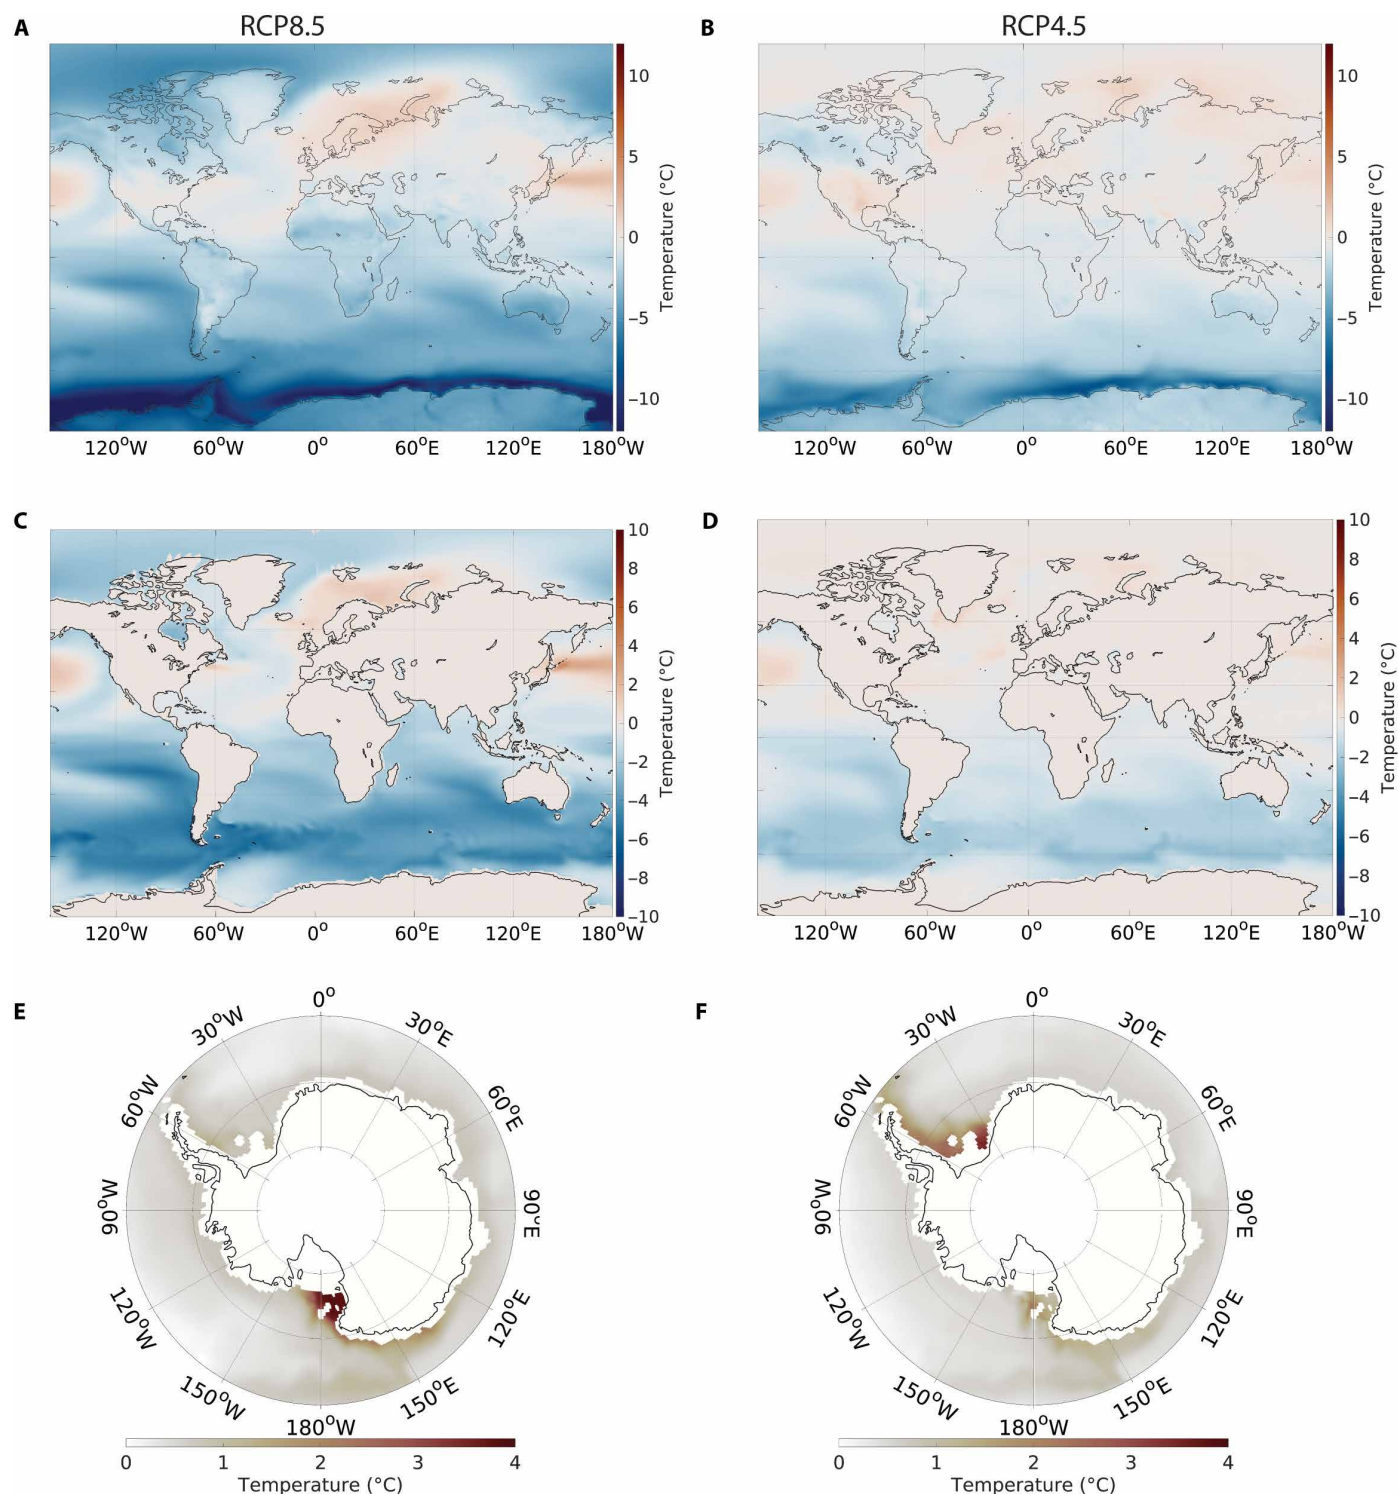 A RCP8.5
B RCP4.5
10
5
0
−5
−10
Temperature (°C)
120°W 60°W 0° 60°E 120°E 180°W
10
5
0
−5
−10
Temperature (°C)
120°W 60°W 0° 60°E 120°E 180°W
C
10
8
6
4
2
0
−2
−4
−6
−8
−10
Temperature (°C)
120°W 60°W 0° 60°E 120°E 180°W
D
10
8
6
4
2
0
−2
−4
−6
−8
−10
Temperature (°C)
120°W 60°W 0° 60°E 120°E 180°W
E
0°
30°W 30°E
60°W 60°E
90°W 90°E
120°W 120°E
150°W 150°E
180°W
0 1 2 3 4
Temperature (°C)
F
0°
30°W 30°E
60°W 60°E
90°W 90°E
120°W 120°E
150°W 150°E
180°W
0 1 2 3 4
Temperature (°C)